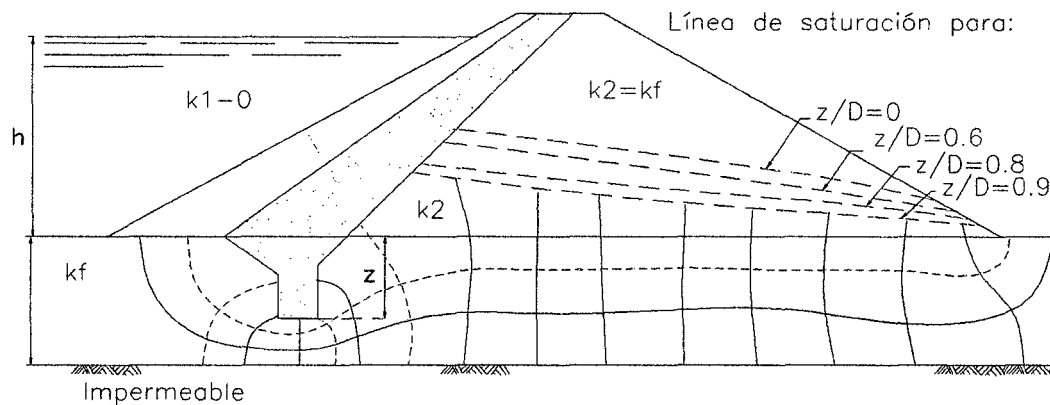 Línea de saturación para:
h
k1-0
k2=kf
z/D=0
z/D=0.6
z/D=0.8
z/D=0.9
k2
kf
z
Impermeable